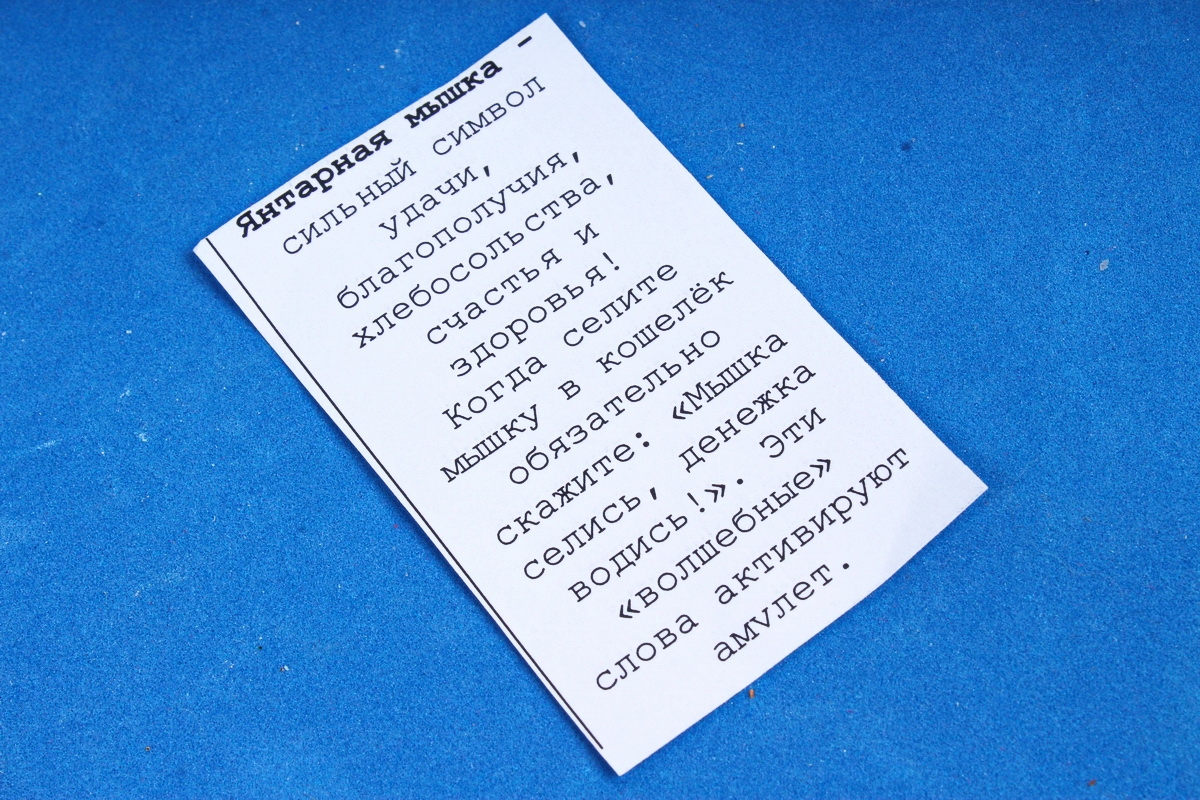 Янтарная мышка –
сильный символ
удачи,
благополучия,
хлебосольства,
счастья и
здоровья!
Когда селите
мышку в кошелёк
обязательно
скажите: «Мышка
селись, денежка
водись!». Эти
«волшебные»
слова активируют
амулет.